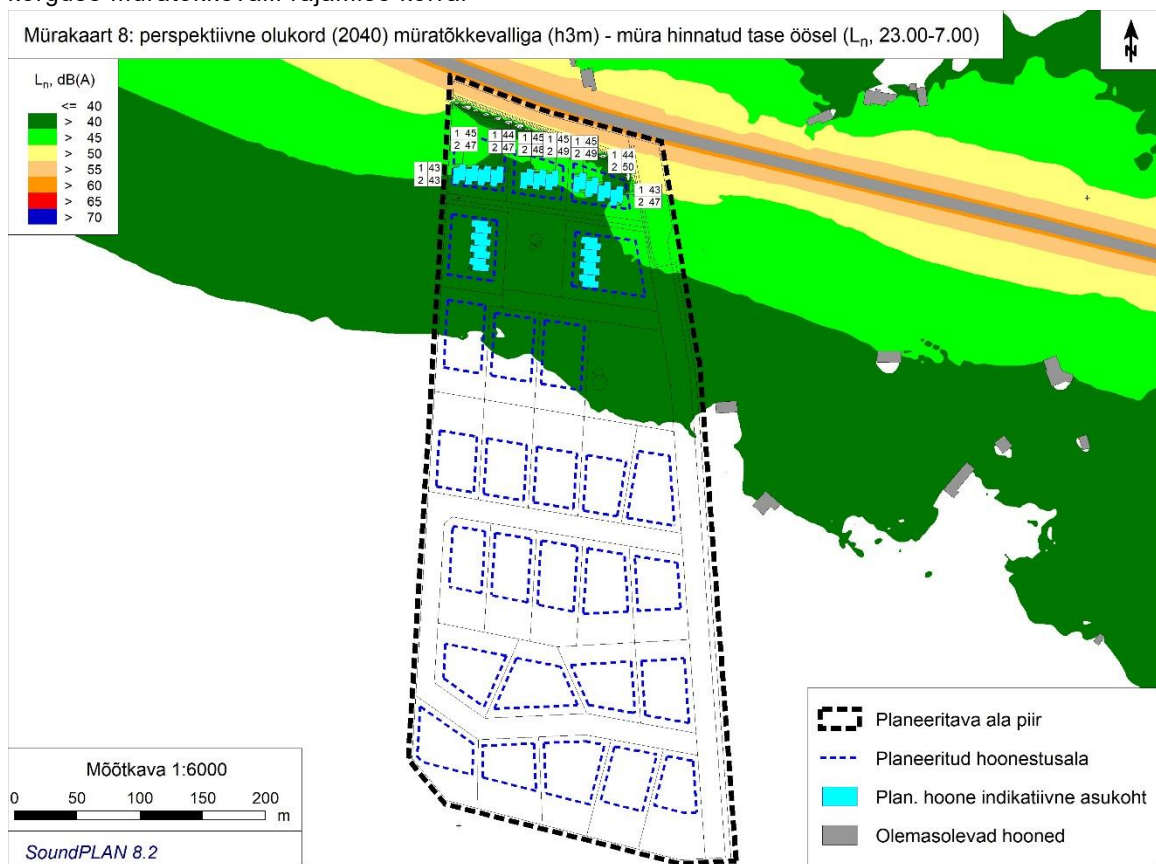 Mürakaart 8: perspektiivne olukord (2040) müratõkkevalliga (h3m) - müra hinnatud tase öösel (Ln, 23.00-7.00)
N
Ln, dB(A)
<= 40
> 40
> 45
> 50
> 55
> 60
> 65
> 70
1 45
2 47
1 44
2 47
1 45
2 48
1 45
2 49
1 45
2 49
1 44
2 50
1 43
2 43
1 43
2 47
Planeeritava ala piir
Planeeritud hoonestusala
Plan. hoone indikatiivne asukoht
Olemasolevad hooned
Mõõtkava 1:6000
0 50 100 150 200
m
SoundPLAN 8.2